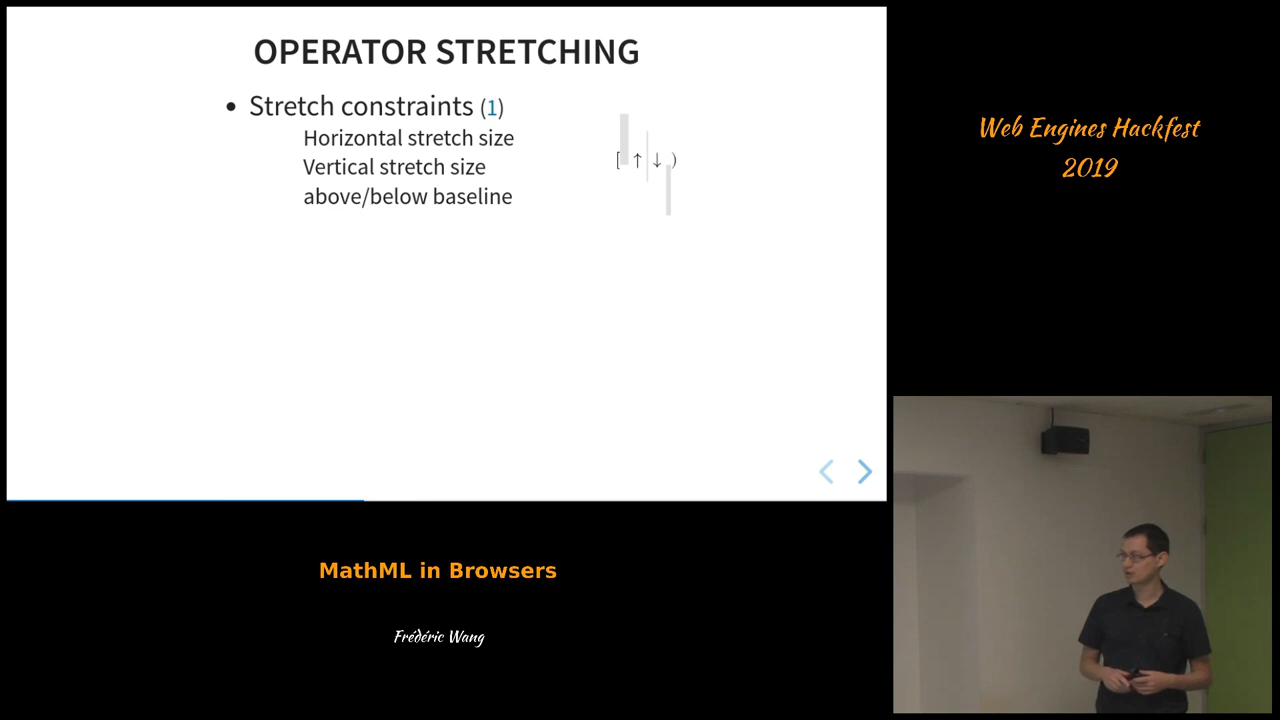 OPERATOR STRETCHING
• Stretch constraints (1)
Horizontal stretch size
Vertical stretch size
above/below baseline
[ ↑ ↓ )
Web Engines Hackfest
2019
MathML in Browsers
Frédéric Wang